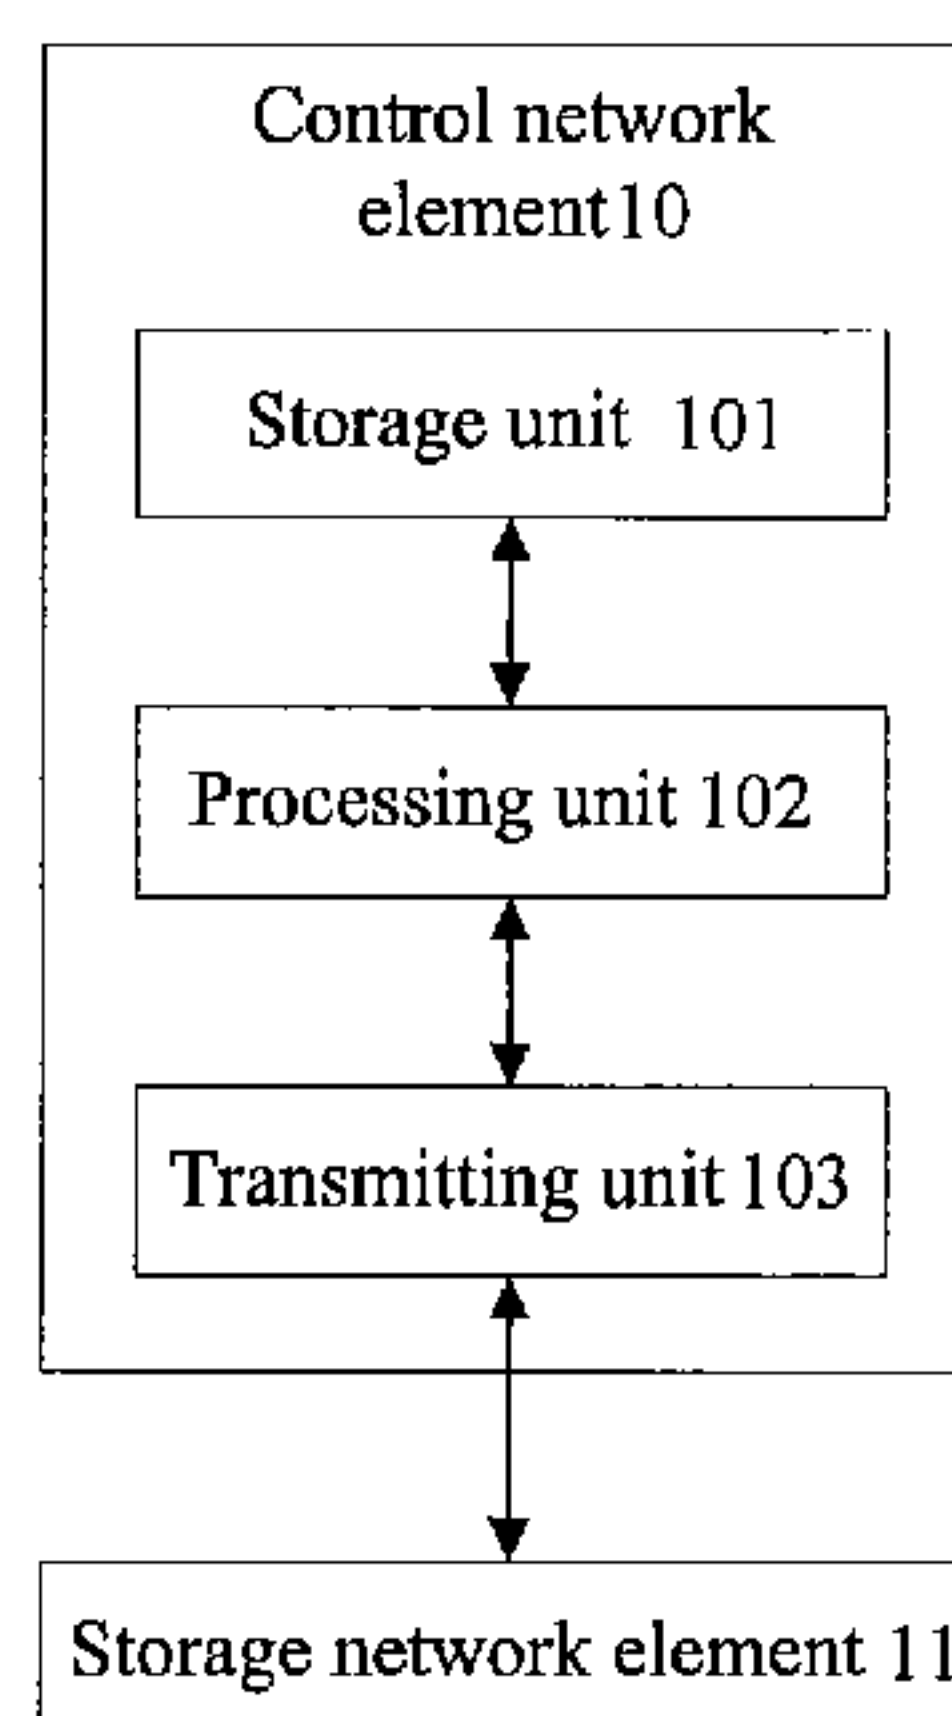 Control network
element10
Storage unit 101
Processing unit 102
Transmitting unit 103
Storage network element 11